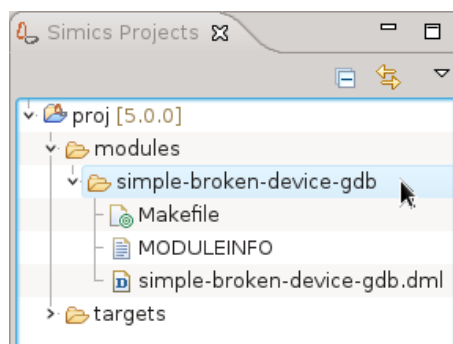 Simics Projects
proj [5.0.0]
modules
simple-broken-device-gdb
Makefile
MODULEINFO
simple-broken-device-gdb.dml
targets